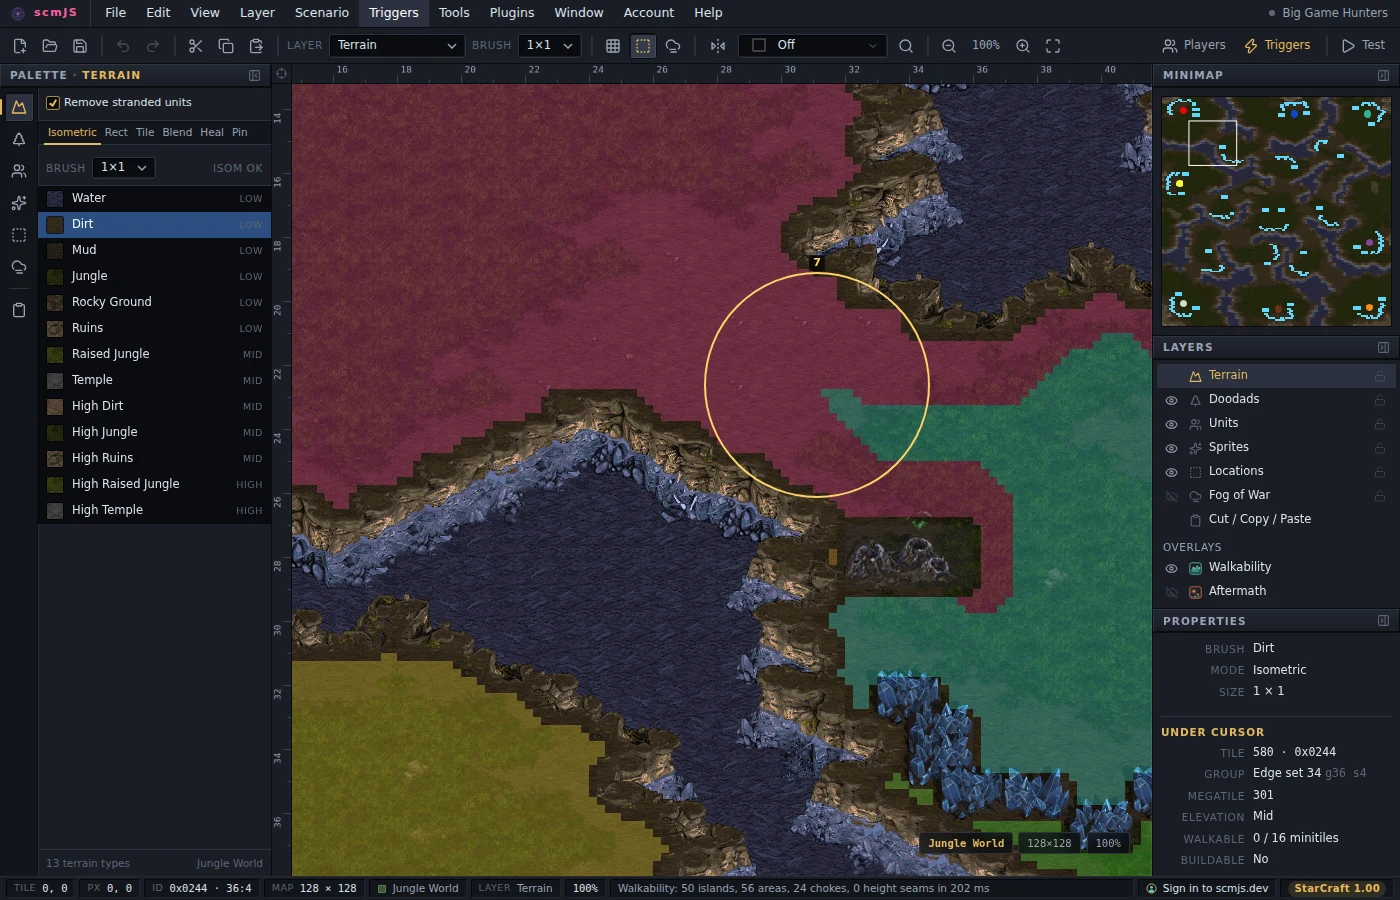 scmJS File Edit View Layer Scenario Triggers Tools Plugins Window Account Help Big Game Hunters
LAYER Terrain BRUSH 1×1 100% Off Players Triggers Test
PALETTE · TERRAIN
Remove stranded units
Isometric Rect Tile Blend Heal Pin
BRUSH 1×1 ISOM OK
Water LOW
Dirt LOW
Mud LOW
Jungle LOW
Rocky Ground LOW
Ruins LOW
Raised Jungle MID
Temple MID
High Dirt MID
High Jungle MID
High Ruins MID
High Raised Jungle HIGH
High Temple HIGH
13 terrain types Jungle World
16 18 20 22 24 26 28 30 32 34 36 38 40
14
16
18
20
22
24
26
28
30
32
34
36
7
Jungle World 128×128 100%
MINIMAP
LAYERS
Terrain
Doodads
Units
Sprites
Locations
Fog of War
Cut / Copy / Paste
OVERLAYS
Walkability
Aftermath
PROPERTIES
BRUSH Dirt
MODE Isometric
SIZE 1 × 1
UNDER CURSOR
TILE 580 · 0x0244
GROUP Edge set 34 g36 s4
MEGATILE 301
ELEVATION Mid
WALKABLE 0 / 16 minitiles
BUILDABLE No
TILE 0, 0 PX 0, 0 ID 0x0244 · 36:4 MAP 128 × 128 Jungle World LAYER Terrain 100% Walkability: 50 islands, 56 areas, 24 chokes, 0 height seams in 202 ms Sign in to scmjs.dev StarCraft 1.00